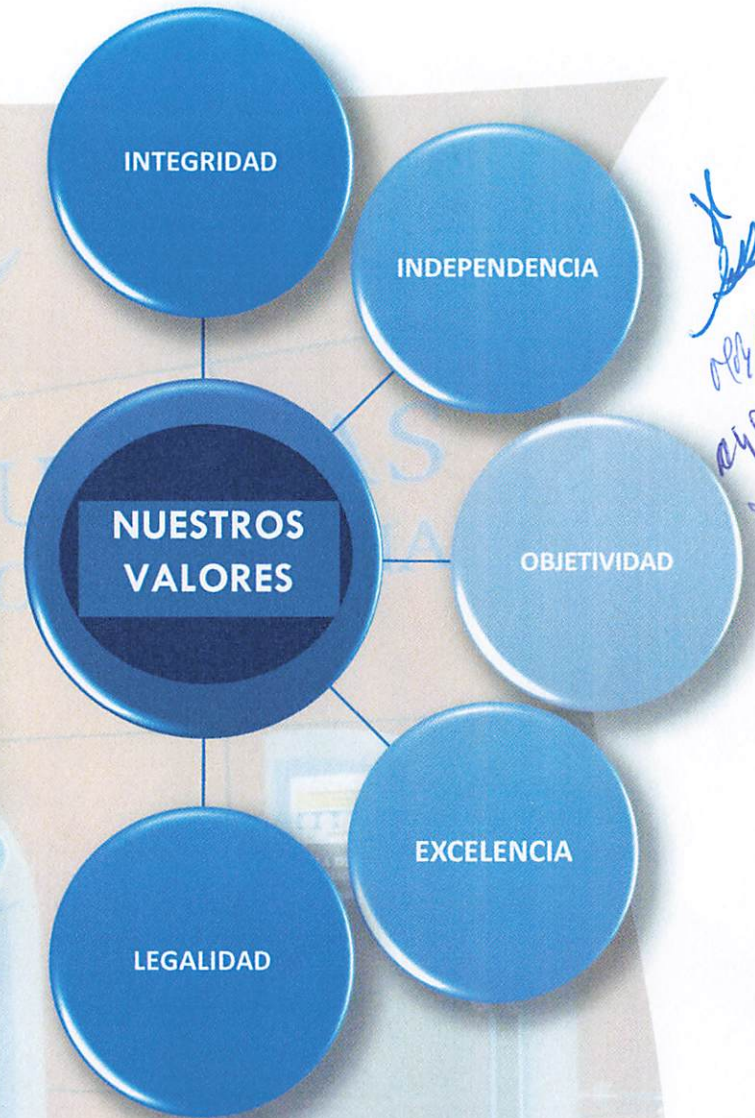 INTEGRIDAD
INDEPENDENCIA
NUESTROS
VALORES
OBJETIVIDAD
EXCELENCIA
LEGALIDAD